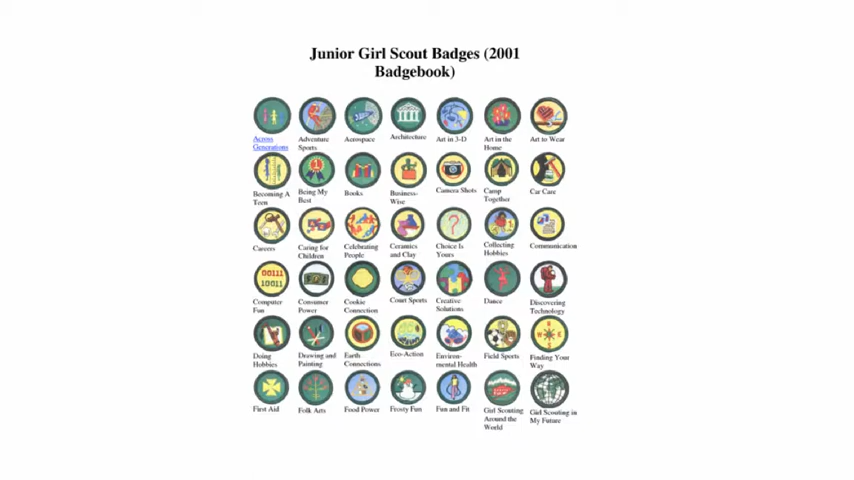 Junior Girl Scout Badges (2001
Badgebook)
Across
Generations
Adventure
Sports
Aerospace
Architecture
Art in 3-D
Art in the
Home
Art to Wear
Becoming A
Teen
Being My
Best
Books
Business-
Wise
Camera Shots
Camp
Together
Car Care
Careers
Caring for
Children
Celebrating
People
Ceramics
and Clay
Choice Is
Yours
Collecting
Hobbies
Communication
00111
10011
Computer
Fun
Consumer
Power
Cookie
Connection
Court Sports
Creative
Solutions
Dance
Discovering
Technology
Doing
Hobbies
Drawing and
Painting
Earth
Connections
Eco-Action
Environ-
mental Health
Field Sports
Finding Your
Way
First Aid
Folk Arts
Food Power
Frosty Fun
Fun and Fit
Girl Scouting
Around the
World
Girl Scouting in
My Future